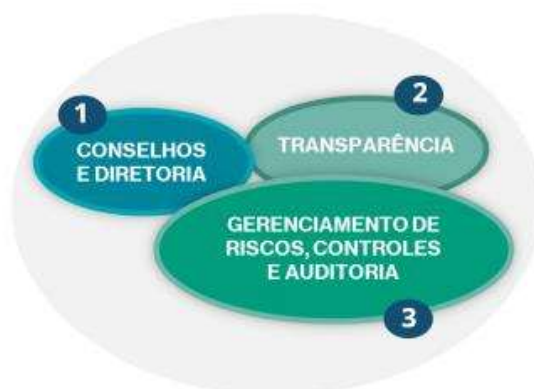 1
CONSELHOS
E DIRETORIA
2
TRANSPARÊNCIA
GERENCIAMENTO DE
RISCOS, CONTROLES
E AUDITORIA
3